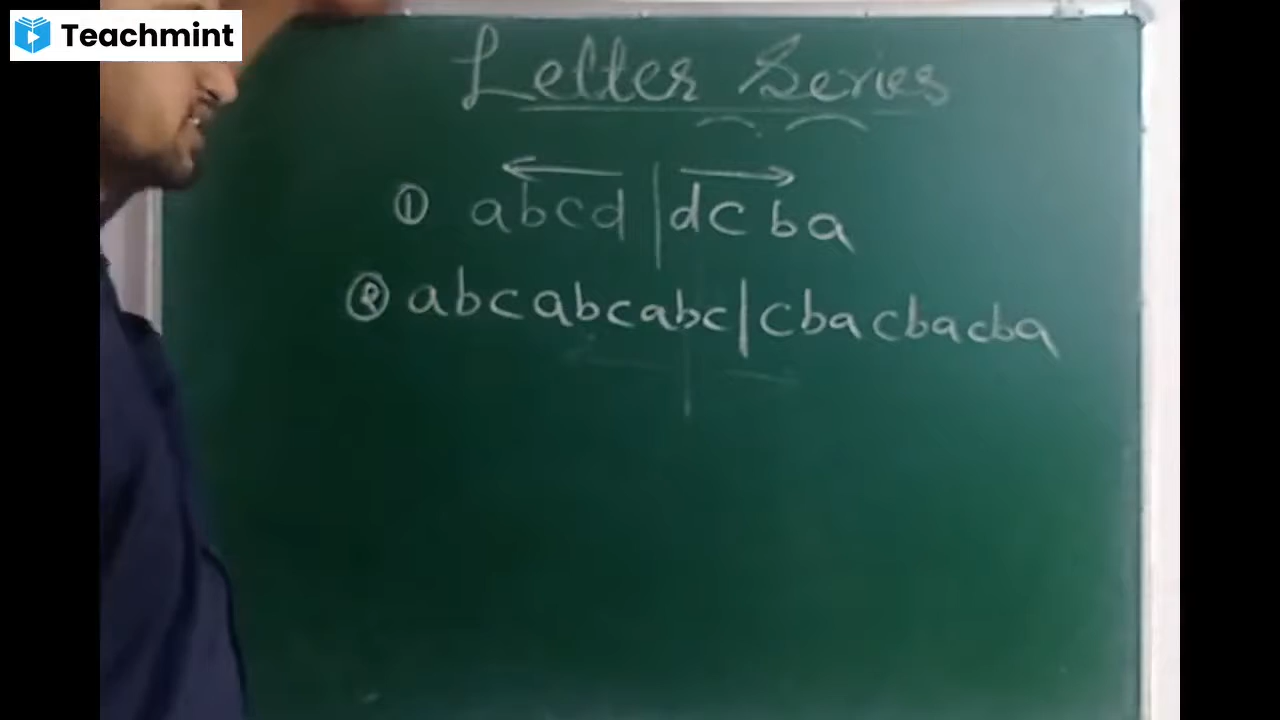 Teachmint
Letter Series
① abcd | dcba
② abcabcabc | cbacbacba